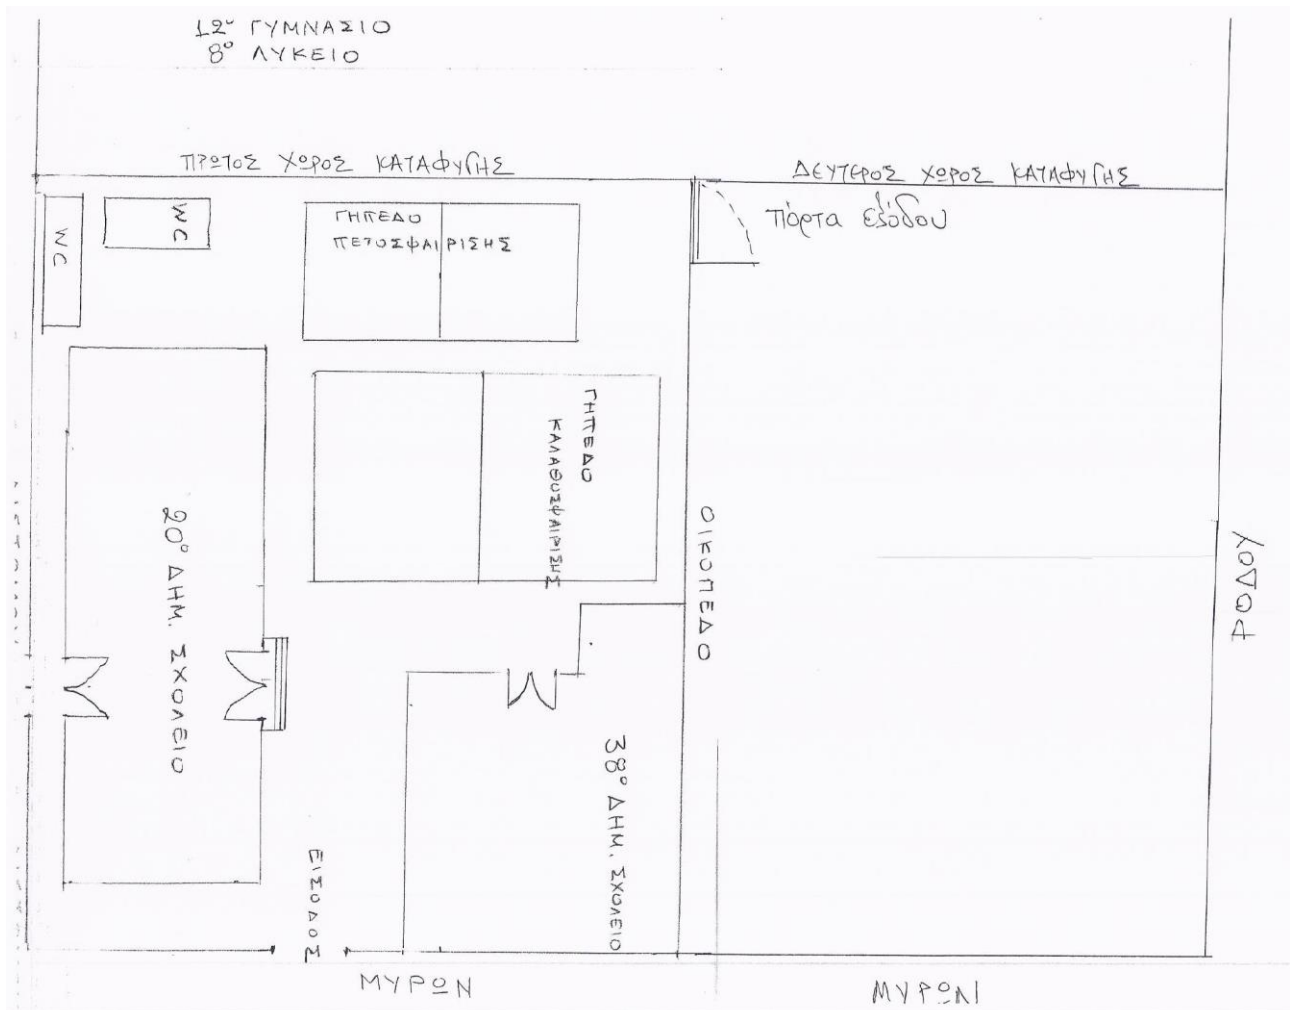 12ο ΓΥΜΝΑΣΙΟ
8ο ΛΥΚΕΙΟ
ΠΡΩΤΟΣ ΧΩΡΟΣ ΚΑΤΑΦΥΓΗΣ
ΔΕΥΤΕΡΟΣ ΧΩΡΟΣ ΚΑΤΑΦΥΓΗΣ
WC
WC
ΓΗΠΕΔΟ
ΠΕΤΟΣΦΑΙΡΙΣΗΣ
πόρτα εξόδου
ΓΗΠΕΔΟ
ΚΑΛΑΘΟΣΦΑΙΡΙΣΗΣ
20ο ΔΗΜ. ΣΧΟΛΕΙΟ
ΟΙΚΟΠΕΔΟ
ΡΟΔΟΥ
38ο ΔΗΜ. ΣΧΟΛΕΙΟ
ΕΙΣΟΔΟΣ
ΜΥΡΩΝ
ΜΥΡΩΝΙ